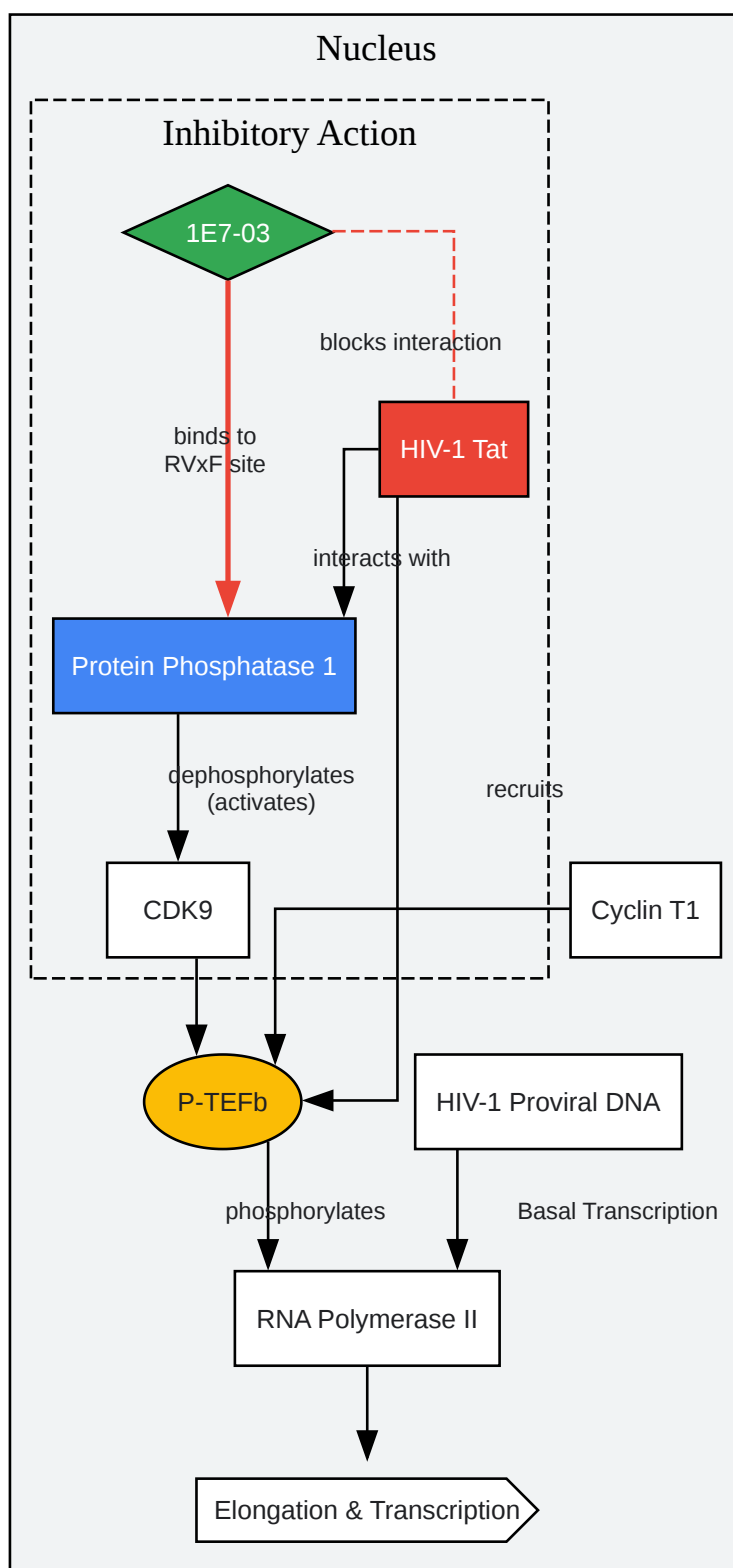 Nucleus
Inhibitory Action
1E7-03
blocks interaction
binds to
RVxF site
HIV-1 Tat
interacts with
Protein Phosphatase 1
dephosphorylates
(activates)
recruits
CDK9
Cyclin T1
P-TEFb
HIV-1 Proviral DNA
phosphorylates
Basal Transcription
RNA Polymerase II
Elongation & Transcription